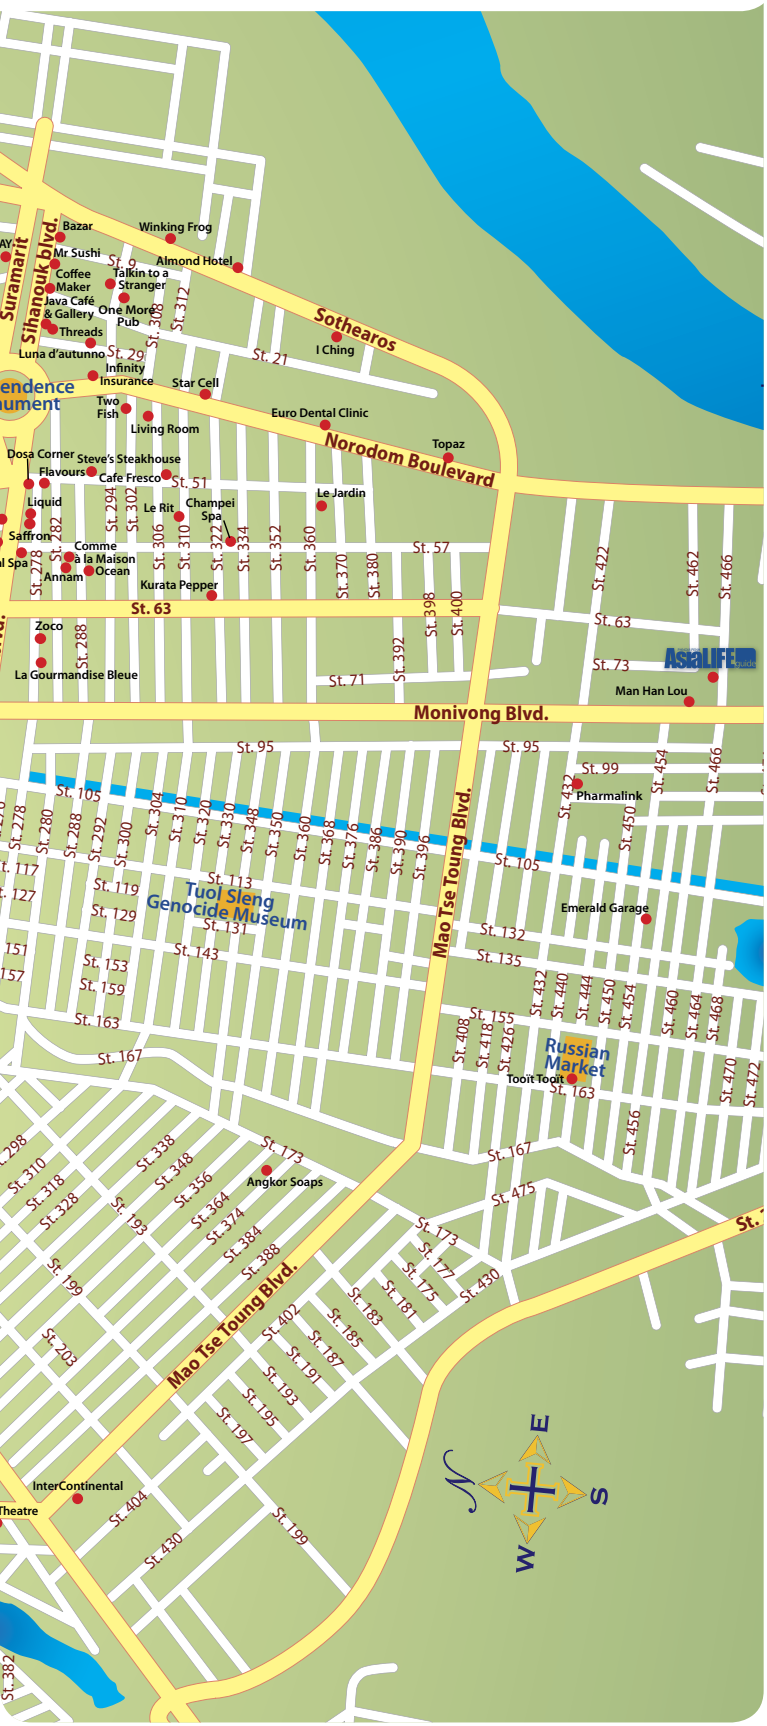 Suramarit
Sihanouk blvd.
Bazar
Winking Frog
AY
Mr Sushi
St. 9
Almond Hotel
Coffee
Maker
Talkin to a
Stranger
St. 312
Java Café
& Gallery
One More
Pub
St. 308
Sothearos
Threads
Luna d'autunno
St. 29
St. 21
I Ching
Infinity
Insurance
Star Cell
endence
ument
Two
Fish
Living Room
Euro Dental Clinic
Norodom Boulevard
Topaz
Dosa Corner
Flavours
Steve's Steakhouse
Cafe Fresco
St. 51
Liquid
St. 294
St. 302
Le Rit
Champei
Spa
Le Jardin
Saffron
St. 282
St. 278
St. 306
St. 310
St. 322
St. 334
St. 352
St. 360
St. 370
St. 380
St. 57
St. 422
St. 462
St. 466
l Spa
Comme
à la Maison
Annam
Ocean
Kurata Pepper
St. 63
St. 398
St. 400
St. 63
Zoco
St. 288
St. 392
La Gourmandise Bleue
St. 71
St. 73
AsiaLIFE guide
Man Han Lou
Monivong Blvd.
St. 95
St. 95
St. 99
St. 454
St. 466
St. 432
Pharmalink
St. 450
St. 105
St. 278
St. 280
St. 288
St. 292
St. 300
St. 304
St. 310
St. 320
St. 330
St. 348
St. 350
St. 360
St. 368
St. 376
St. 386
St. 390
St. 396
Mao Tse Toung Blvd.
St. 105
t. 117
St. 119
St. 113
t. 127
St. 129
Tuol Sleng
Genocide Museum
St. 131
Emerald Garage
St. 132
151
St. 143
St. 135
157
St. 153
St. 159
St. 432
St. 440
St. 444
St. 450
St. 454
St. 460
St. 464
St. 468
St. 163
St. 155
St. 408
St. 418
St. 426
St. 167
Russian
Market
Tooit Tooit
St. 163
St. 470
St. 472
St. 456
St. 298
St. 310
St. 318
St. 328
St. 338
St. 348
St. 356
St. 364
St. 374
St. 384
St. 388
St. 173
Angkor Soaps
St. 167
St. 475
St. 193
St. 173
St. 177
St. 175
St. 430
St. 199
St. 181
St. 183
St. 185
St. 187
St. 402
St. 203
Mao Tse Toung Blvd.
St. 191
St. 193
St. 195
St. 197
N
E
S
W
InterContinental
Theatre
St. 404
St. 430
St. 199
St. 382